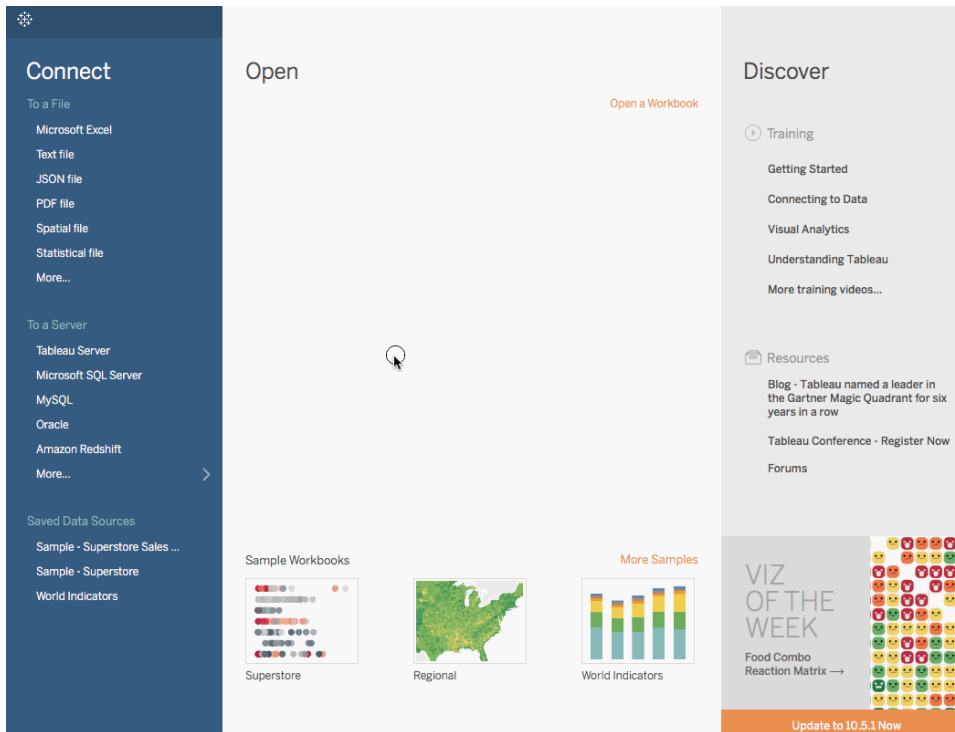 Connect
To a File
Microsoft Excel
Text file
JSON file
PDF file
Spatial file
Statistical file
More...
To a Server
Tableau Server
Microsoft SQL Server
MySQL
Oracle
Amazon Redshift
More...
Saved Data Sources
Sample - Superstore Sales ...
Sample - Superstore
World Indicators
Open
Open a Workbook
Sample Workbooks
More Samples
Superstore
Regional
World Indicators
Discover
Training
Getting Started
Connecting to Data
Visual Analytics
Understanding Tableau
More training videos...
Resources
Blog - Tableau named a leader in
the Gartner Magic Quadrant for six
years in a row
Tableau Conference - Register Now
Forums
VIZ
OF THE
WEEK
Food Combo
Reaction Matrix →
Update to 10.5.1 Now